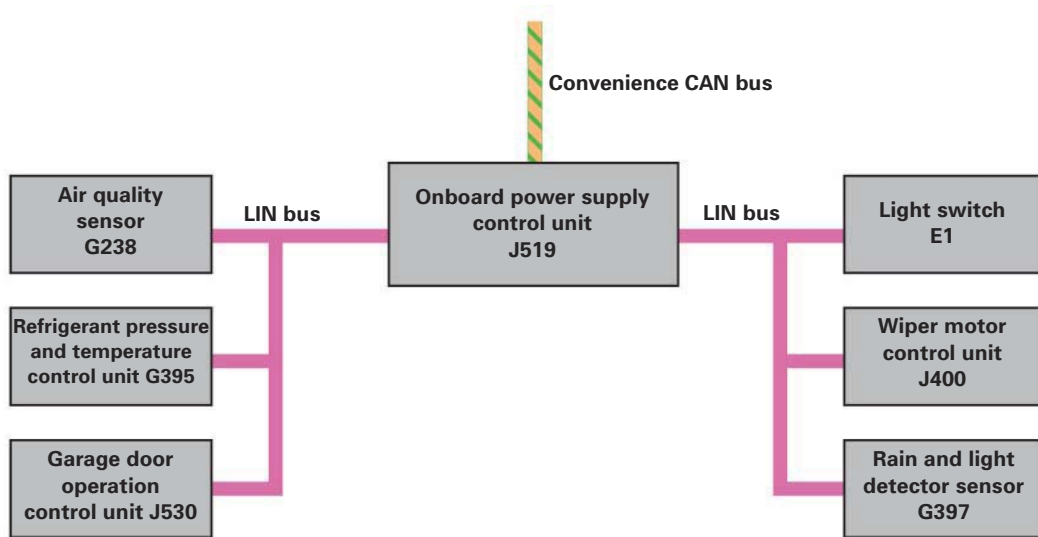 Convenience CAN bus
Air quality
sensor
G238
LIN bus
Onboard power supply
control unit
J519
LIN bus
Light switch
E1
Refrigerant pressure
and temperature
control unit G395
Wiper motor
control unit
J400
Garage door
operation
control unit J530
Rain and light
detector sensor
G397